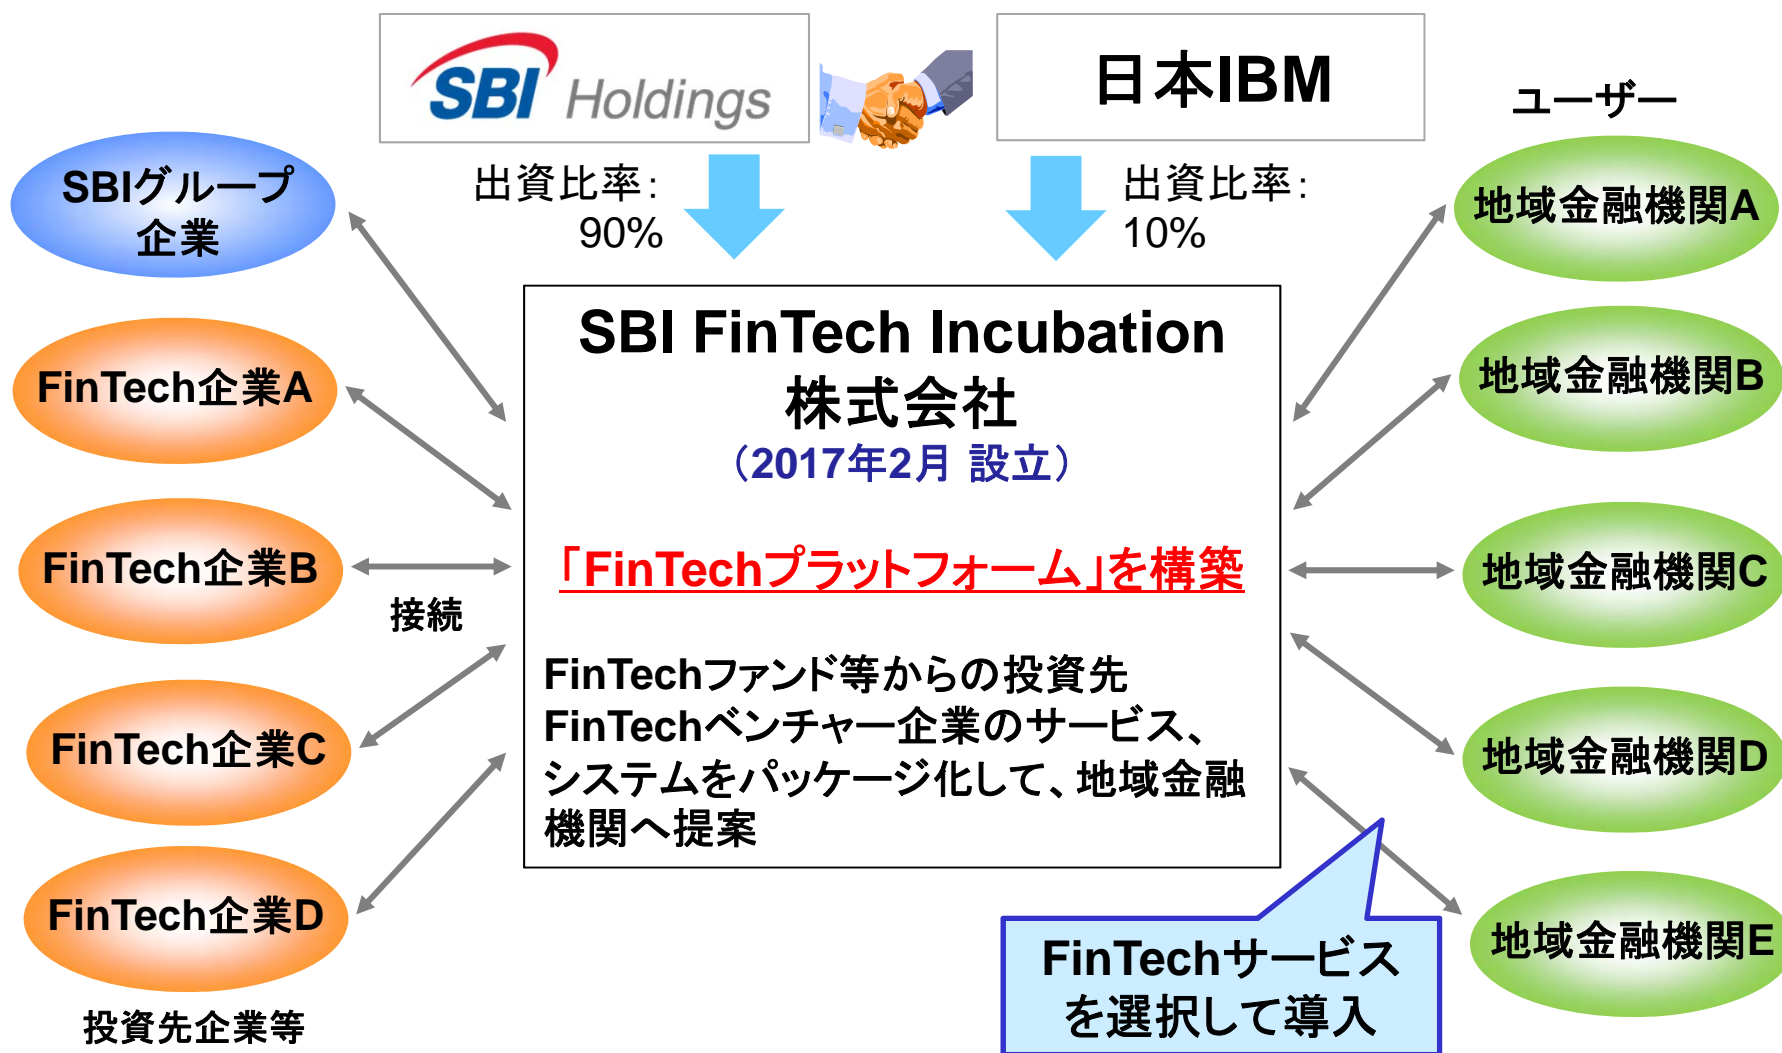 SBI Holdings
日本IBM
ユーザー
出資比率：
90%
出資比率：
10%
SBIグループ
企業
FinTech企業A
FinTech企業B
接続
FinTech企業C
FinTech企業D
投資先企業等
SBI FinTech Incubation
株式会社
（2017年2月 設立）
「FinTechプラットフォーム」を構築
FinTechファンド等からの投資先
FinTechベンチャー企業のサービス、
システムをパッケージ化して、地域金融
機関へ提案
地域金融機関A
地域金融機関B
地域金融機関C
地域金融機関D
地域金融機関E
FinTechサービス
を選択して導入